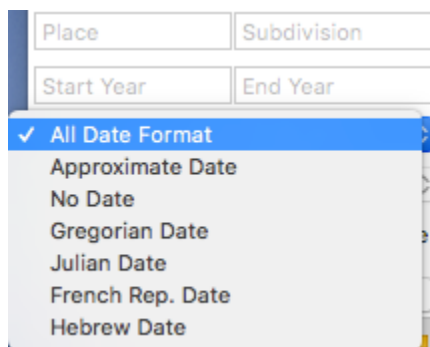 Place Subdivision
Start Year End Year
✓ All Date Format
Approximate Date
No Date
Gregorian Date
Julian Date
French Rep. Date
Hebrew Date